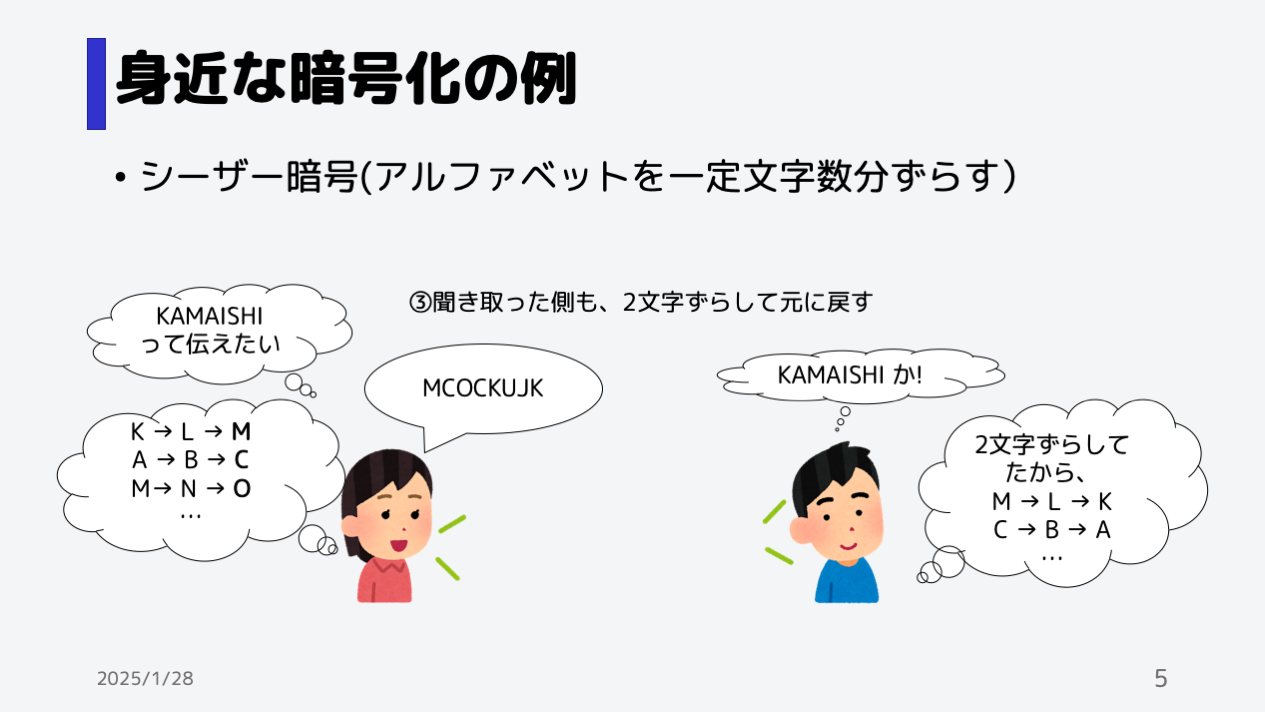 身近な暗号化の例
• シーザー暗号(アルファベットを一定文字数分ずらす）
③聞き取った側も、2文字ずらして元に戻す
KAMAISHI
って伝えたい
MCOCKUJK
K → L → M
A → B → C
M→ N → O
…
KAMAISHI か!
2文字ずらして
たから、
M → L → K
C → B → A
…
2025/1/28
5